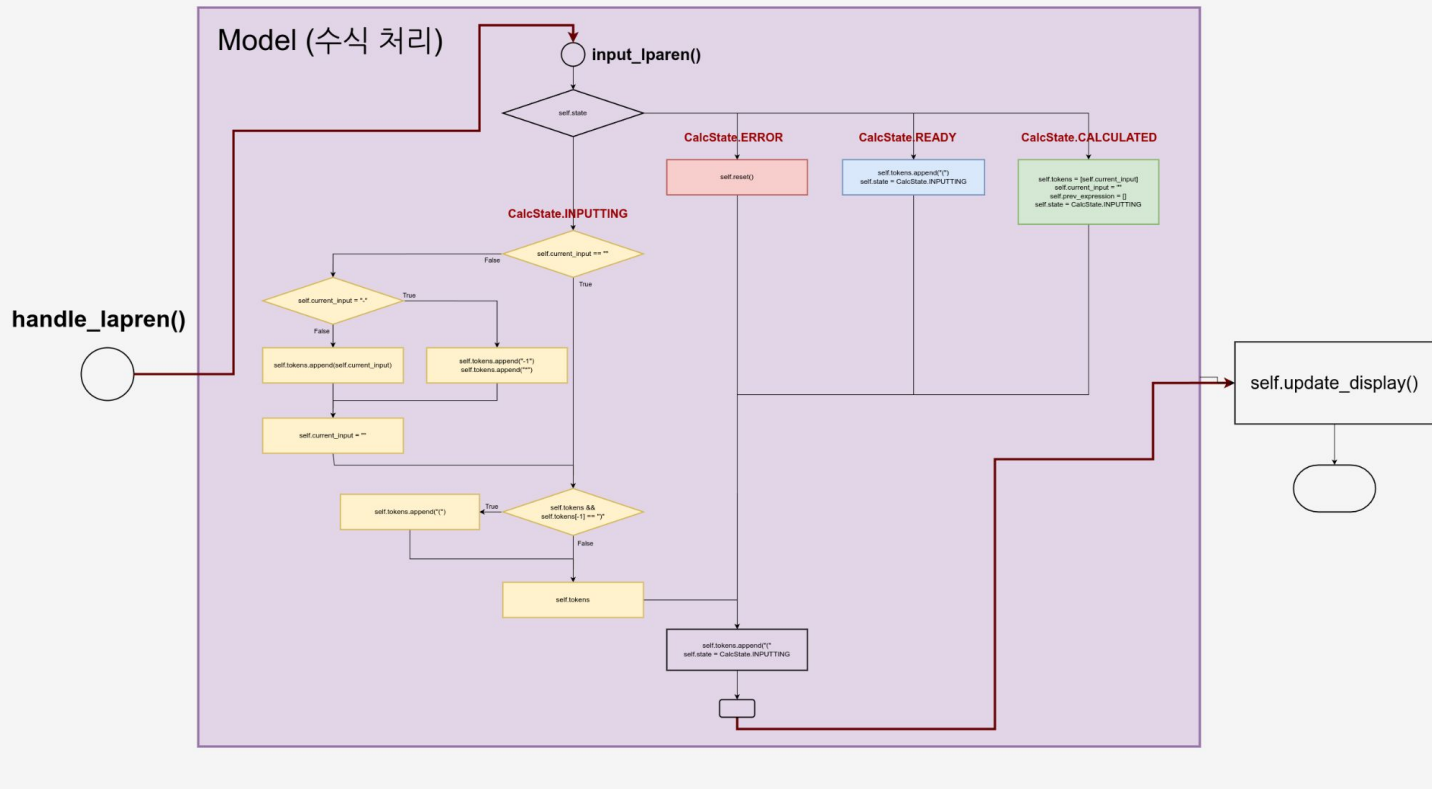 Model (수식 처리)
input_lparen()
self.state
CalcState.ERROR
CalcState.READY
CalcState.CALCULATED
self.reset()
self.tokens.append("(")
self.state = CalcState.INPUTTING
self.tokens = [self.current_input]
self.current_input = ""
self.prev_expression = []
self.state = CalcState.INPUTTING
CalcState.INPUTTING
self.current_input == ""
False
True
self.current_input = "-"
True
False
handle_lapren()
self.tokens.append(self.current_input)
self.tokens.append("-1")
self.tokens.append("*")
self.update_display()
self.current_input = ""
self.tokens &&
self.tokens[-1] == ")"
True
self.tokens.append("(")
False
self.tokens
self.tokens.append("("
self.state = CalcState.INPUTTING